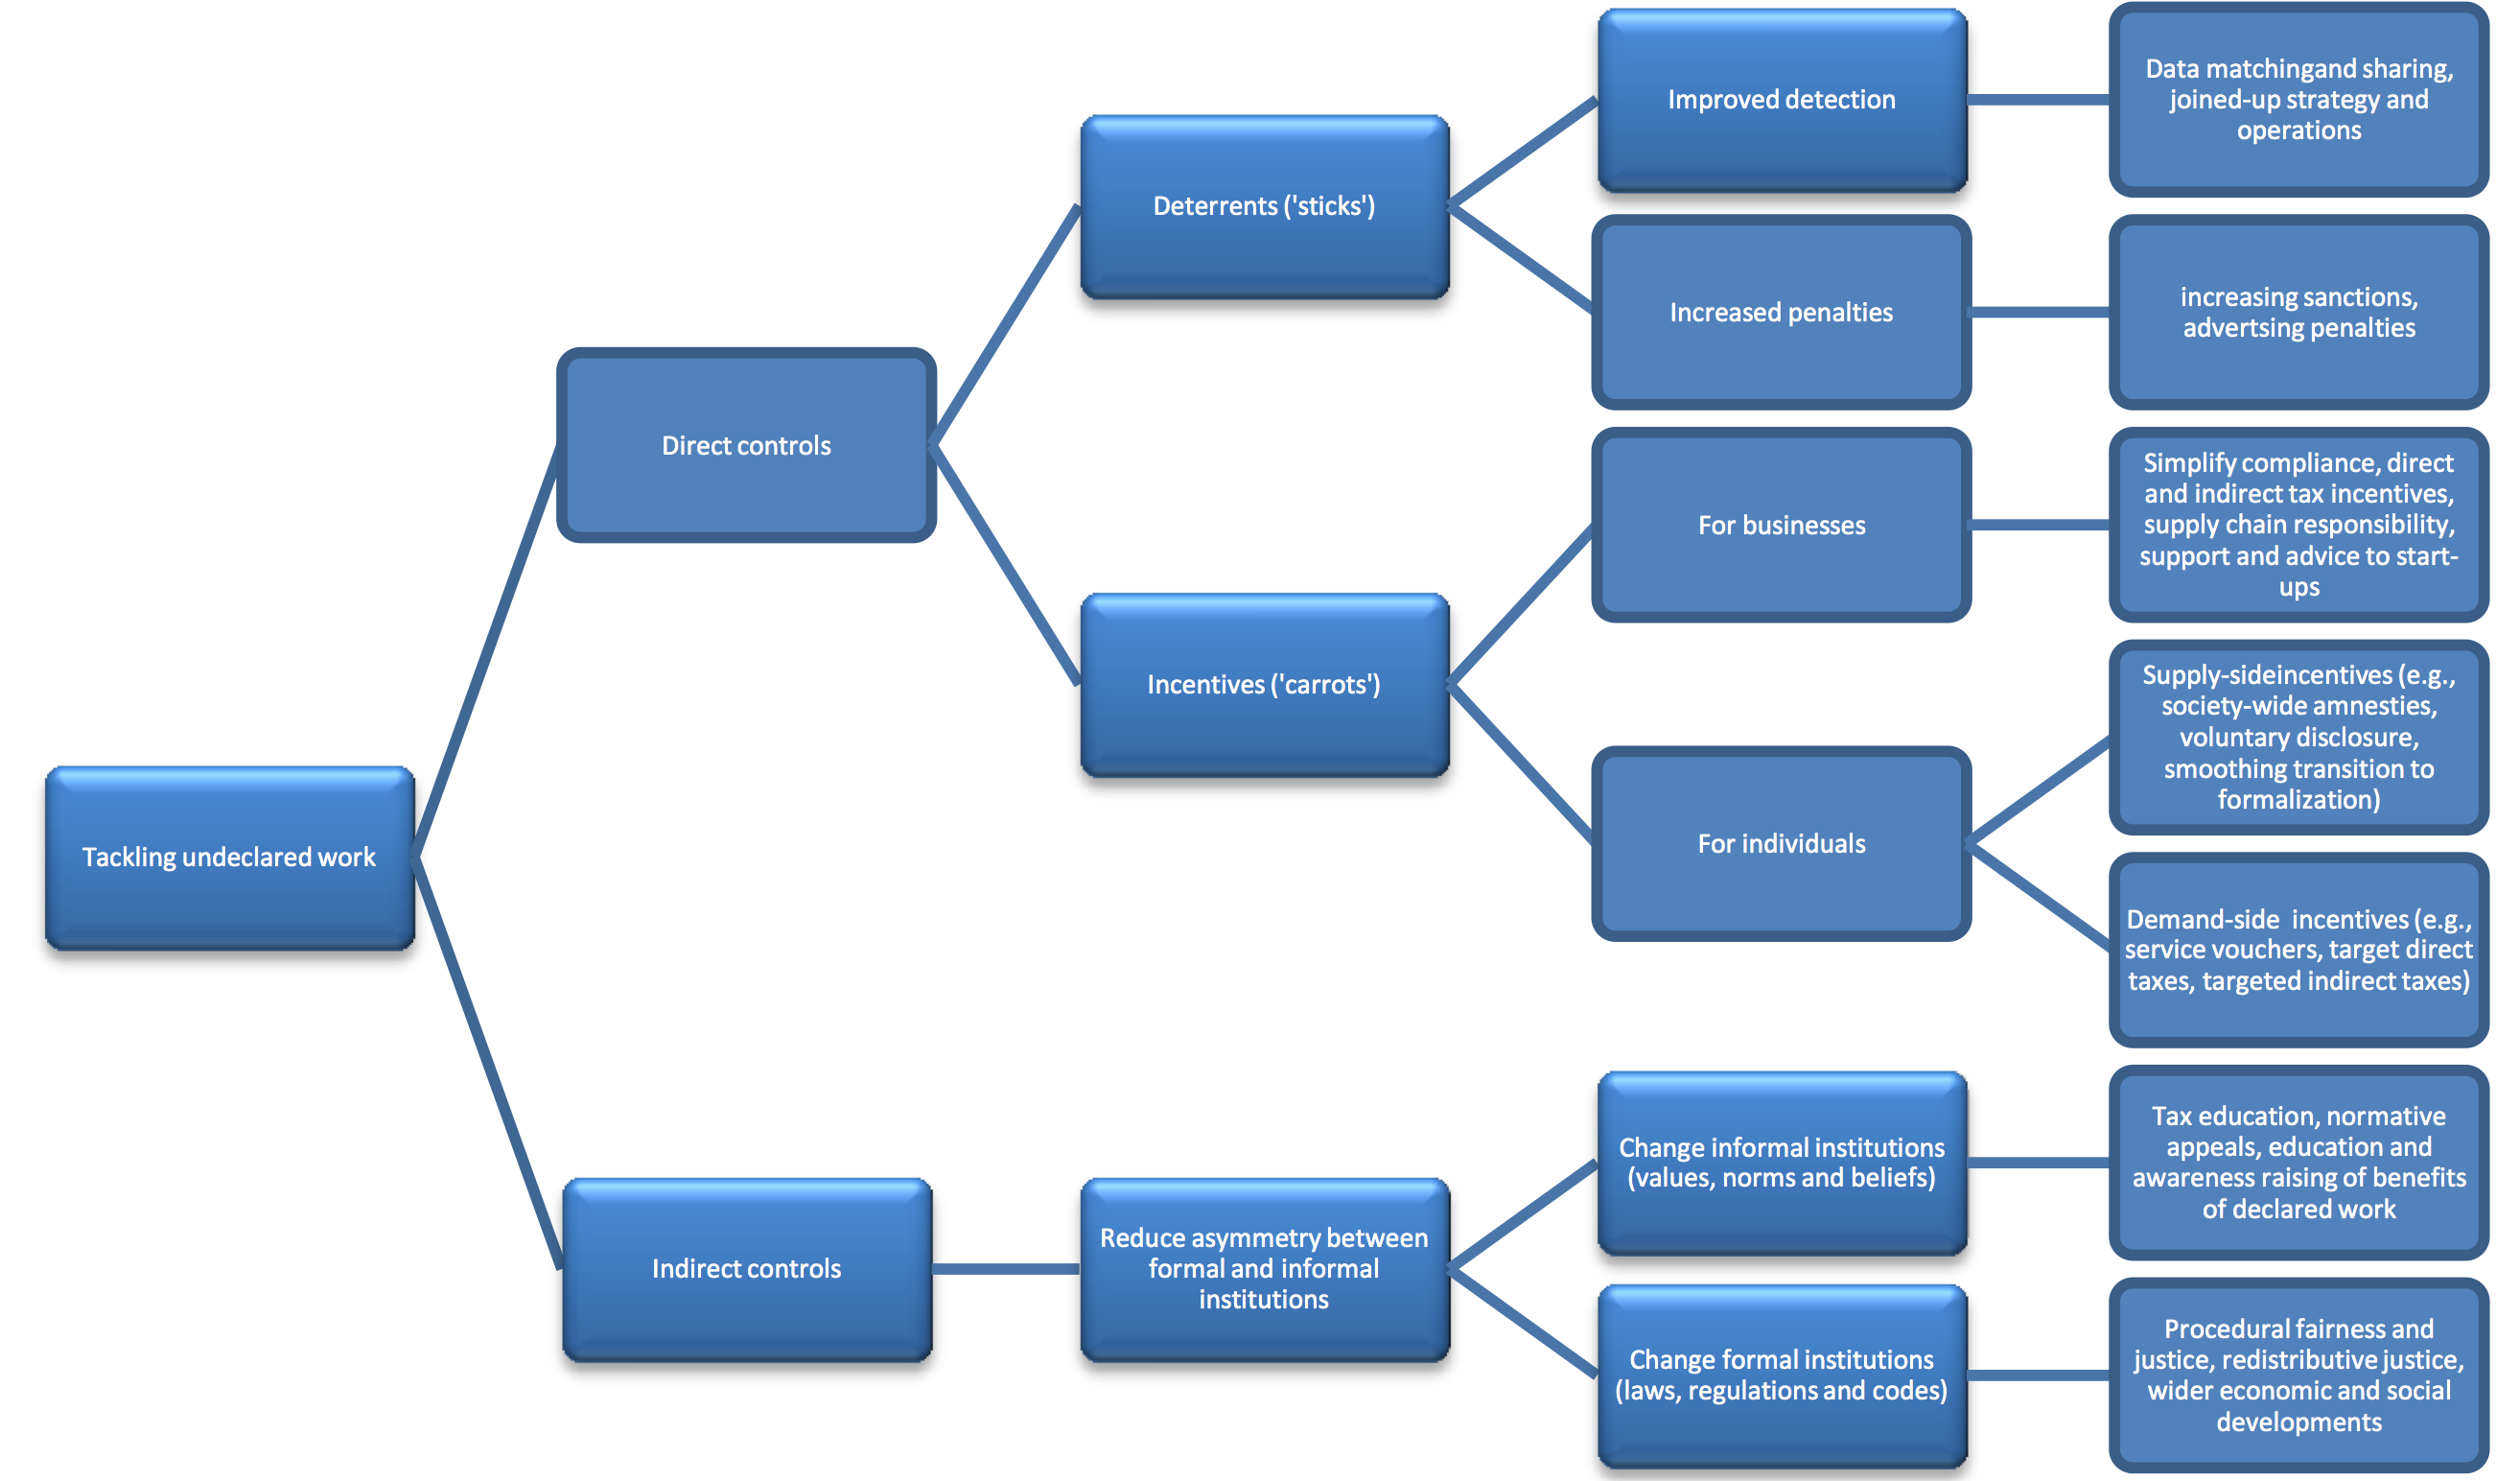 Tackling undeclared work
Direct controls
Deterrents ('sticks')
Improved detection
Data matchingand sharing,
joined-up strategy and
operations
Increased penalties
increasing sanctions,
advertsing penalties
Incentives ('carrots')
For businesses
Simplify compliance, direct
and indirect tax incentives,
supply chain responsibility,
support and advice to start-
ups
For individuals
Supply-sideincentives (e.g.,
society-wide amnesties,
voluntary disclosure,
smoothing transition to
formalization)
Demand-side  incentives (e.g.,
service vouchers, target direct
taxes, targeted indirect taxes)
Indirect controls
Reduce asymmetry between
formal and informal
institutions
Change informal institutions
(values, norms and beliefs)
Tax education, normative
appeals, education and
awareness raising of benefits
of declared work
Change formal institutions
(laws, regulations and codes)
Procedural fairness and
justice, redistributive justice,
wider economic and social
developments